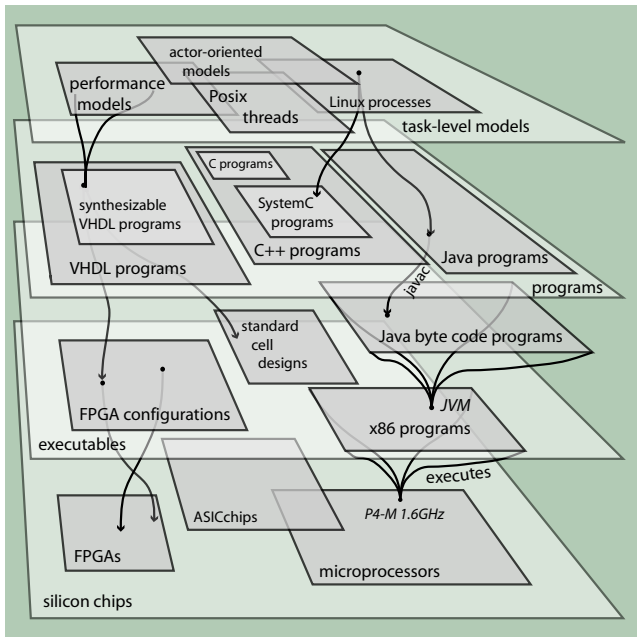 actor-oriented
models
performance
models
Posix
threads
Linux processes
task-level models
C programs
synthesizable
VHDL programs
SystemC
programs
C++ programs
VHDL programs
Java programs
programs
javac
standard
cell
designs
Java byte code programs
FPGA configurations
JVM
x86 programs
executables
executes
ASICchips
P4-M 1.6GHz
FPGAs
microprocessors
silicon chips